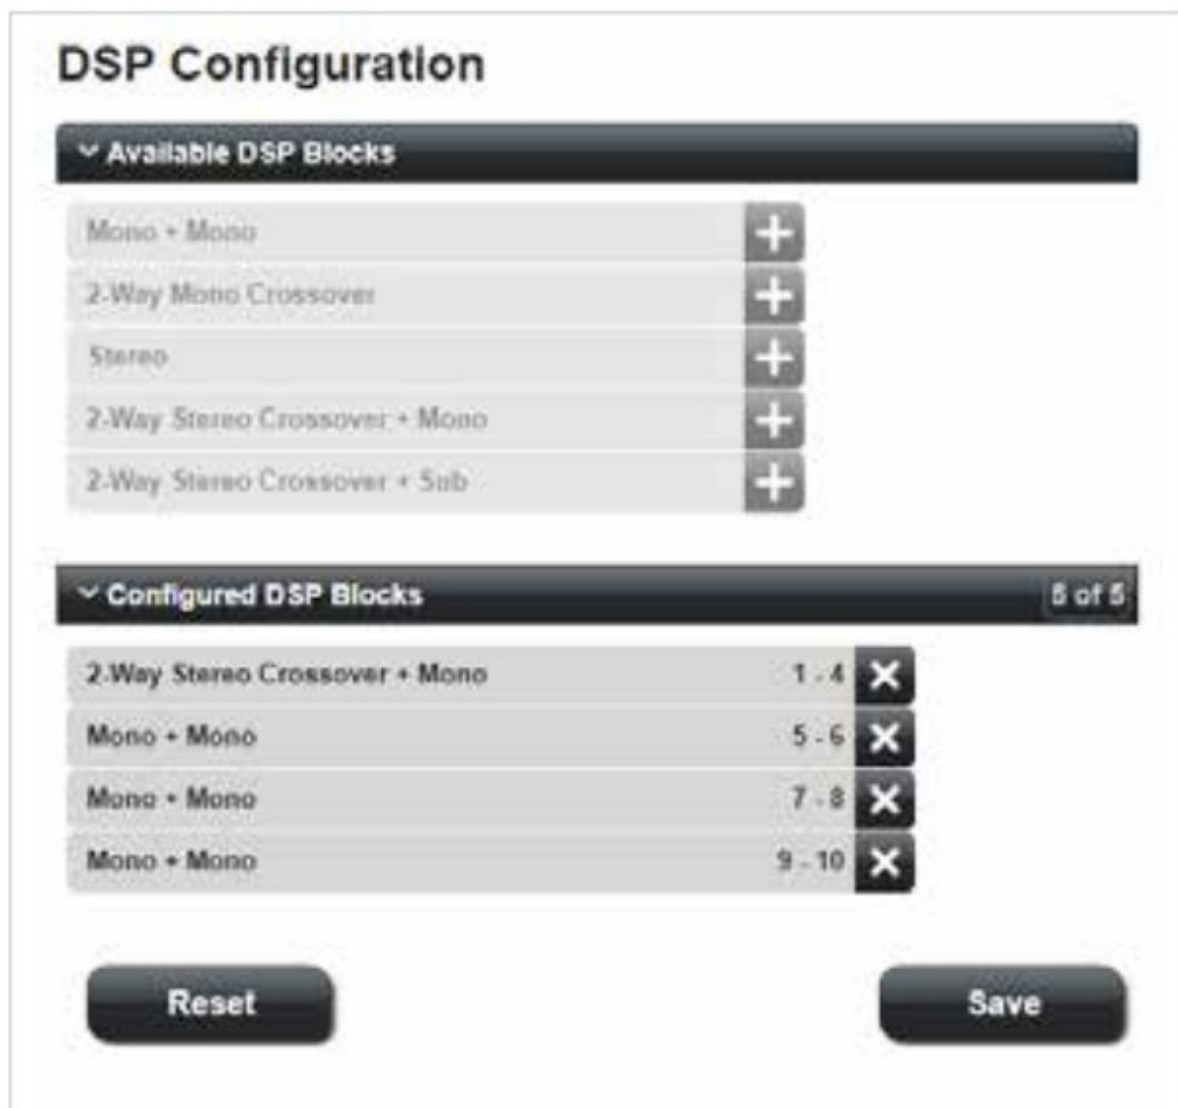 DSP Configuration
Available DSP Blocks
Mono + Mono
2-Way Mono Crossover
Stereo
2-Way Stereo Crossover + Mono
2-Way Stereo Crossover + Sub
Configured DSP Blocks 5 of 5
2-Way Stereo Crossover + Mono 1 - 4
Mono + Mono 5 - 6
Mono + Mono 7 - 8
Mono + Mono 9 - 10
Reset Save